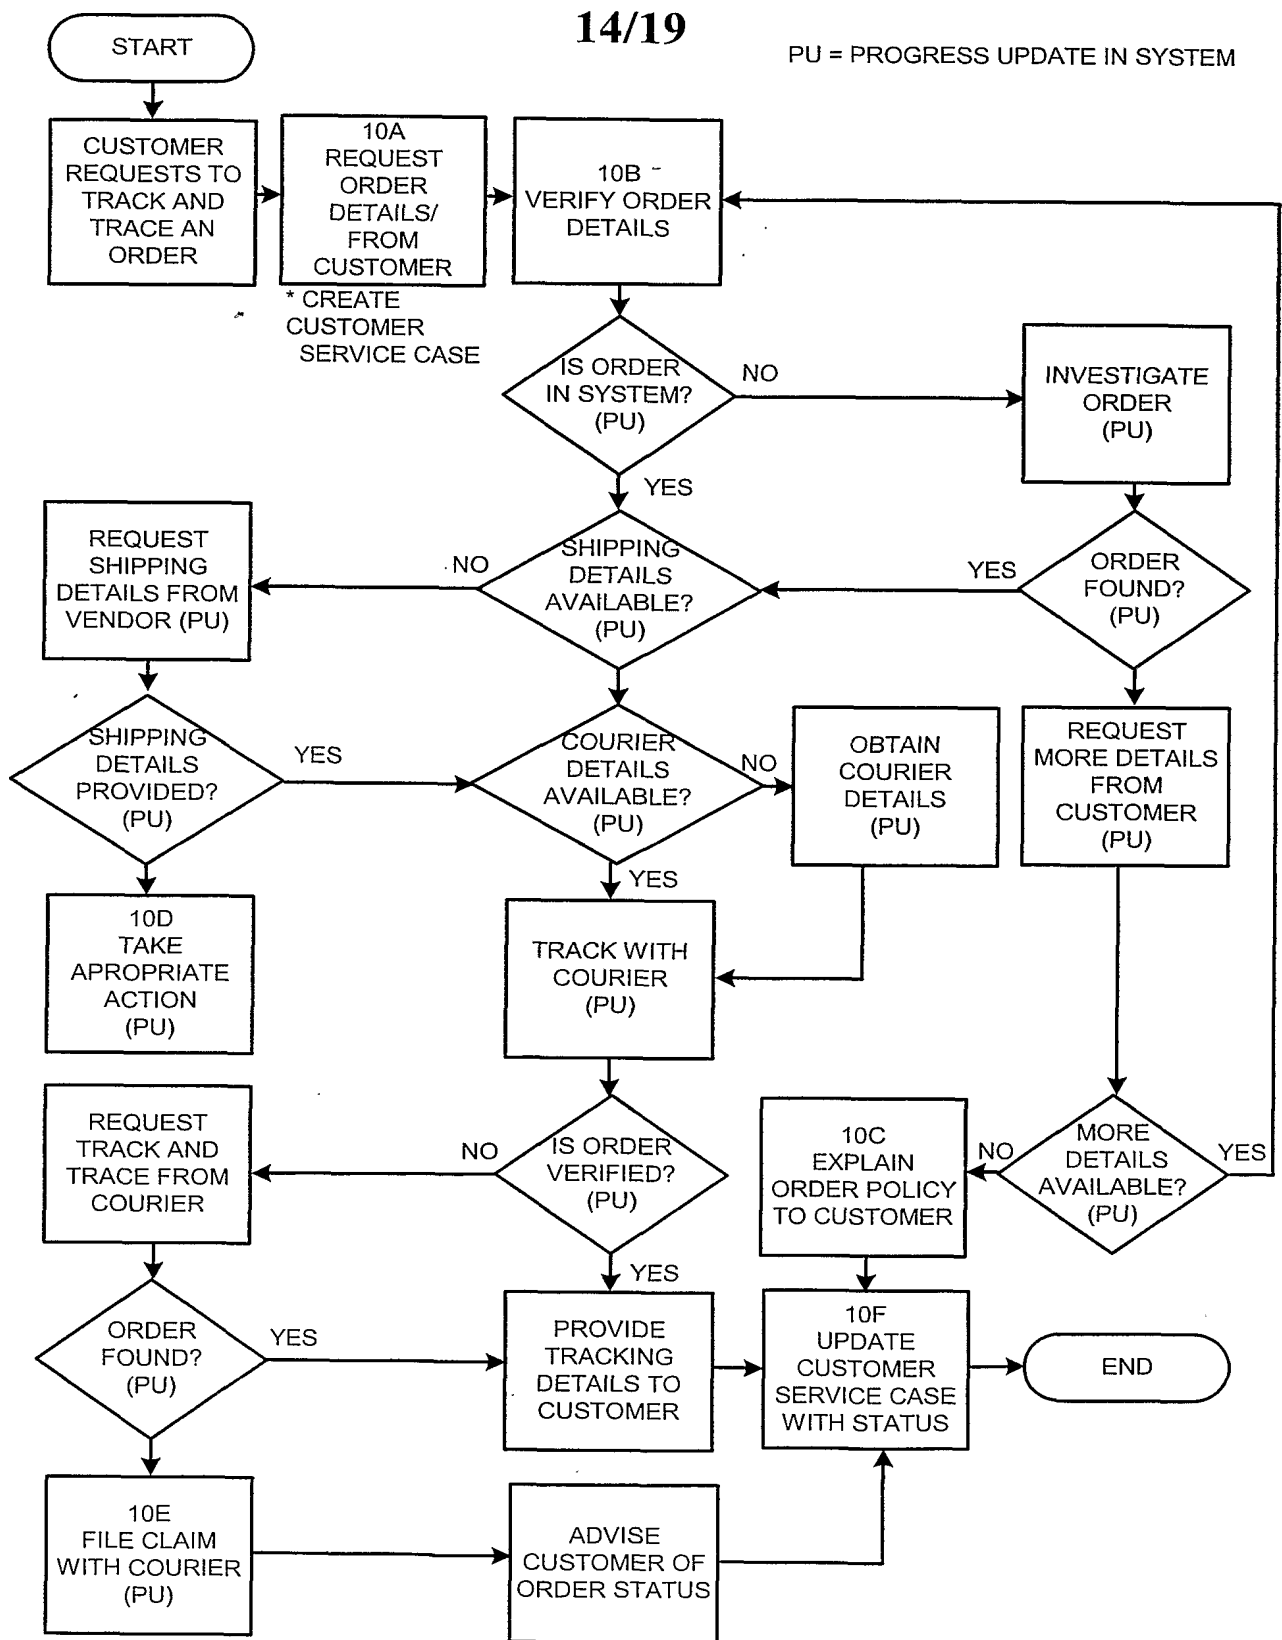 14/19
START
PU = PROGRESS UPDATE IN SYSTEM
CUSTOMER
REQUESTS TO
TRACK AND
TRACE AN
ORDER
10A
REQUEST
ORDER
DETAILS/
FROM
CUSTOMER
* CREATE
CUSTOMER
SERVICE CASE
10B
VERIFY ORDER
DETAILS
IS ORDER
IN SYSTEM?
(PU)
NO
INVESTIGATE
ORDER
(PU)
YES
REQUEST
SHIPPING
DETAILS FROM
VENDOR (PU)
NO
SHIPPING
DETAILS
AVAILABLE?
(PU)
YES
ORDER
FOUND?
(PU)
SHIPPING
DETAILS
PROVIDED?
(PU)
YES
COURIER
DETAILS
AVAILABLE?
(PU)
NO
OBTAIN
COURIER
DETAILS
(PU)
REQUEST
MORE DETAILS
FROM
CUSTOMER
(PU)
YES
10D
TAKE
APROPRIATE
ACTION
(PU)
TRACK WITH
COURIER
(PU)
REQUEST
TRACK AND
TRACE FROM
COURIER
NO
IS ORDER
VERIFIED?
(PU)
10C
EXPLAIN
ORDER POLICY
TO CUSTOMER
NO
MORE
DETAILS
AVAILABLE?
(PU)
YES
YES
ORDER
FOUND?
(PU)
YES
PROVIDE
TRACKING
DETAILS TO
CUSTOMER
10F
UPDATE
CUSTOMER
SERVICE CASE
WITH STATUS
END
10E
FILE CLAIM
WITH COURIER
(PU)
ADVISE
CUSTOMER OF
ORDER STATUS